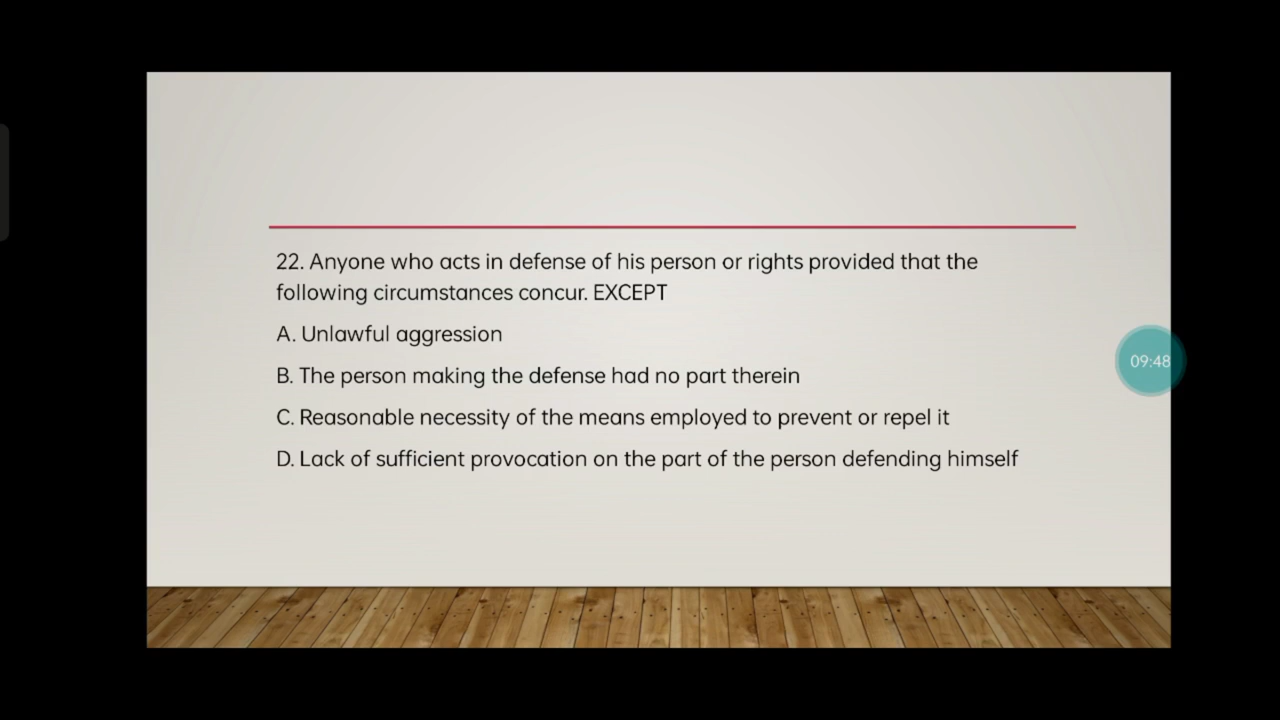 22. Anyone who acts in defense of his person or rights provided that the
following circumstances concur. EXCEPT
A. Unlawful aggression
B. The person making the defense had no part therein
C. Reasonable necessity of the means employed to prevent or repel it
D. Lack of sufficient provocation on the part of the person defending himself
09:48